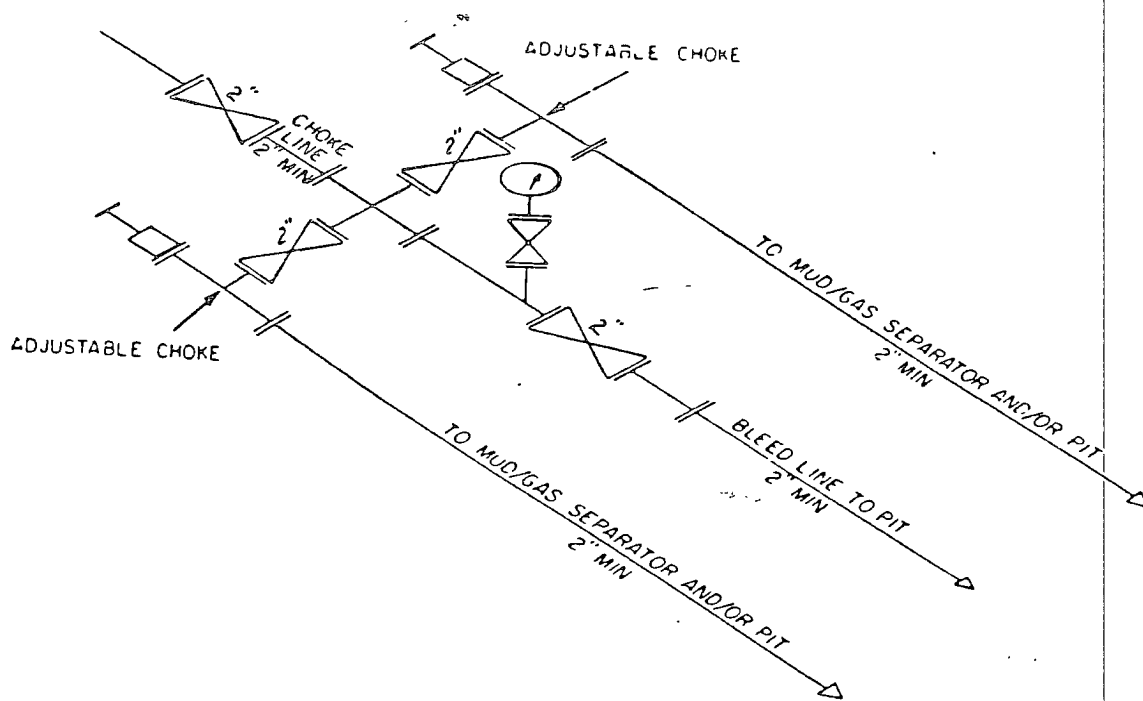 ADJUSTABLE CHOKE
2"
CHOKE
LINE
2" MIN
2"
2"
ADJUSTABLE CHOKE
2"
TO MUD/GAS SEPARATOR AND/OR PIT
2" MIN
BLEED LINE TO PIT
2" MIN
TO MUD/GAS SEPARATOR AND/OR PIT
2" MIN